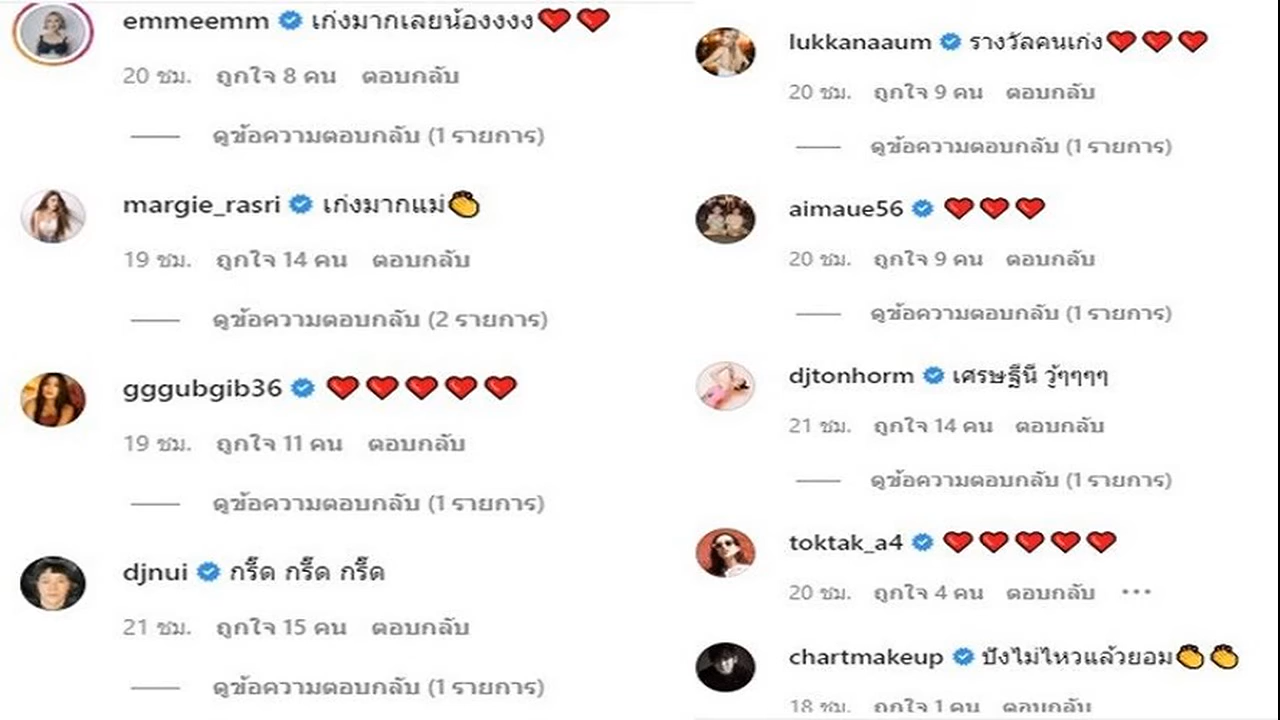 emmeemm เก่งมากเลยน้องงงง❤️❤️
20 ชม. ถูกใจ 8 คน ตอบกลับ
ดูข้อความตอบกลับ (1 รายการ)
margie_rasri เก่งมากแม่👏
19 ชม. ถูกใจ 14 คน ตอบกลับ
ดูข้อความตอบกลับ (2 รายการ)
gggubgib36 ❤️❤️❤️❤️❤️
19 ชม. ถูกใจ 11 คน ตอบกลับ
ดูข้อความตอบกลับ (1 รายการ)
djnui กรี๊ด กรี๊ด กรี๊ด
21 ชม. ถูกใจ 15 คน ตอบกลับ
ดูข้อความตอบกลับ (1 รายการ)
lukkanaaum รางวัลคนเก่ง❤️❤️❤️
20 ชม. ถูกใจ 9 คน ตอบกลับ
ดูข้อความตอบกลับ (1 รายการ)
aimaue56 ❤️❤️❤️
20 ชม. ถูกใจ 9 คน ตอบกลับ
ดูข้อความตอบกลับ (1 รายการ)
djtonhorm เศรษฐีนี วู้ๆๆๆๆ
21 ชม. ถูกใจ 14 คน ตอบกลับ
ดูข้อความตอบกลับ (1 รายการ)
toktak_a4 ❤️❤️❤️❤️❤️
20 ชม. ถูกใจ 4 คน ตอบกลับ •••
chartmakeup ปังไม่ไหวแล้วยอม👏👏
18 ชม. ถูกใจ 1 คน ตอบกลับ